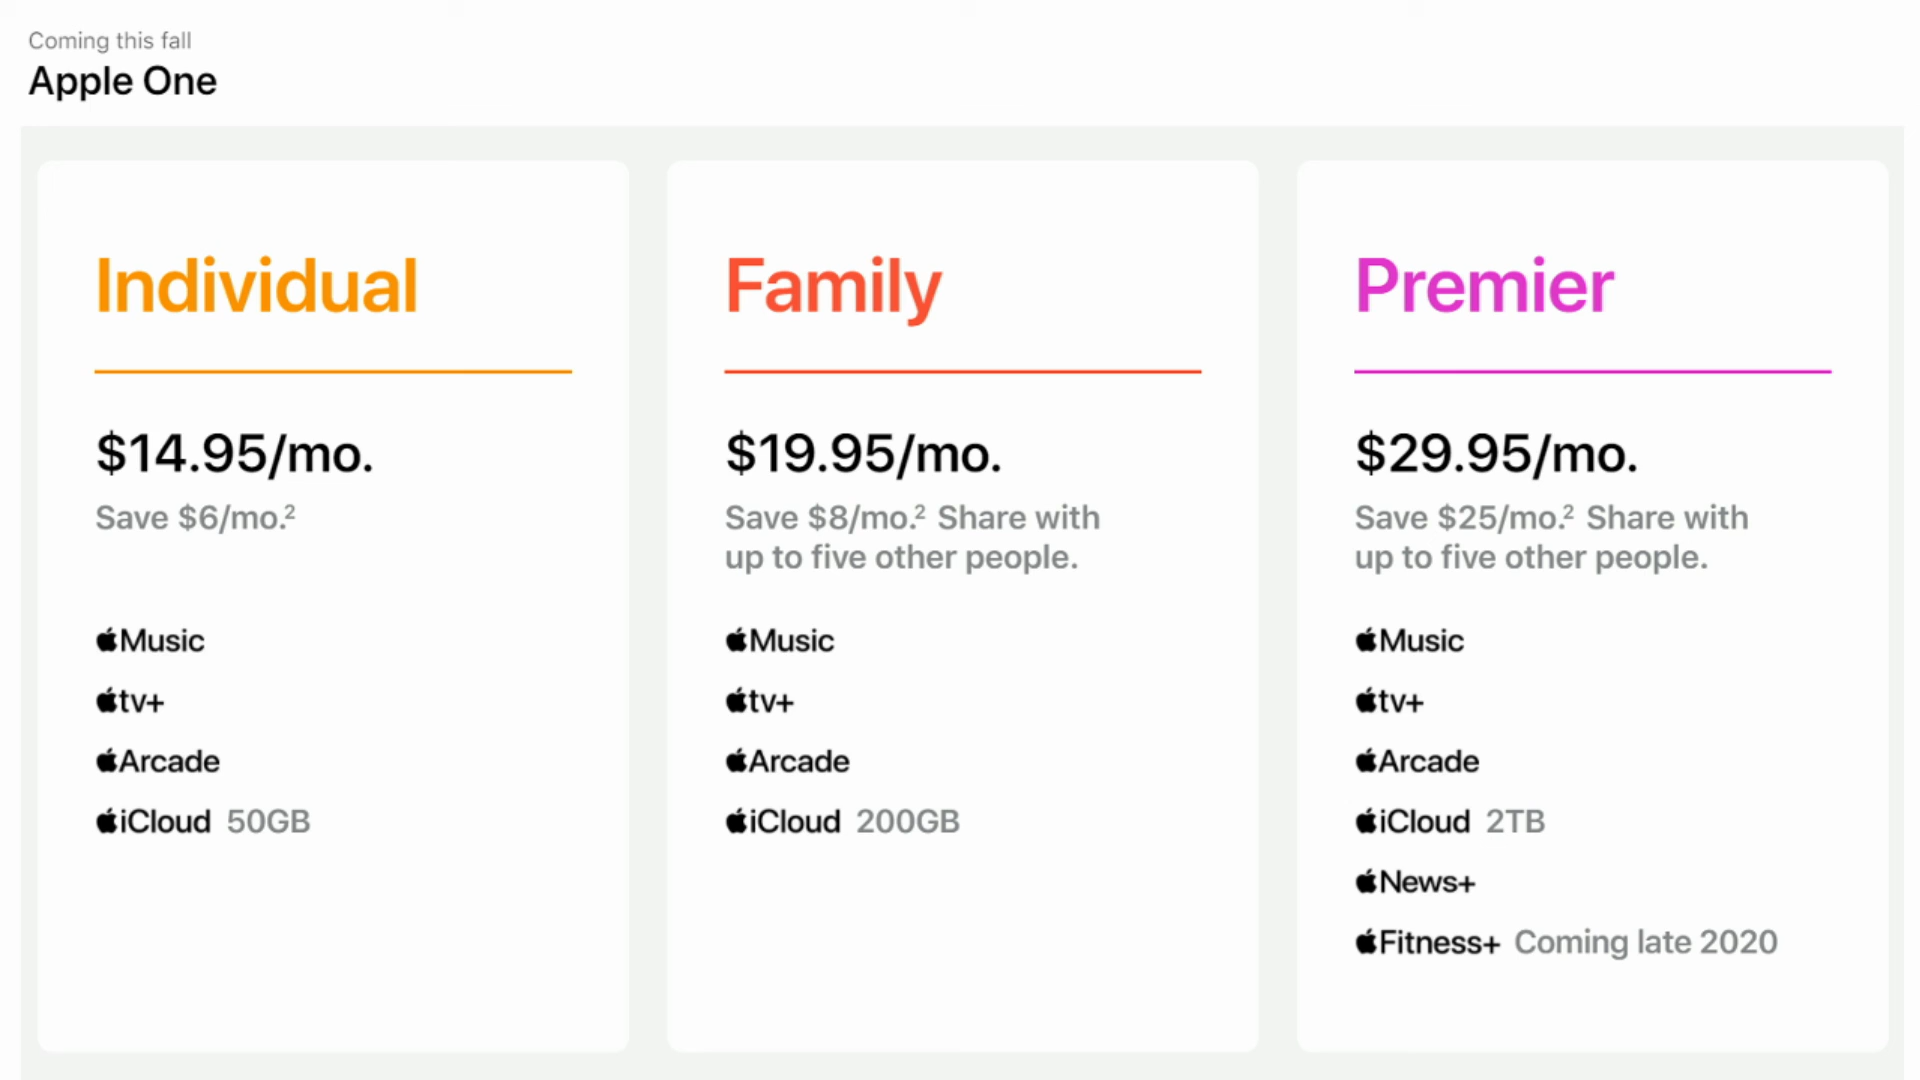 Coming this fall
Apple One
Individual
$14.95/mo.
Save $6/mo.²
Music
tv+
Arcade
iCloud 50GB
Family
$19.95/mo.
Save $8/mo.² Share with
up to five other people.
Music
tv+
Arcade
iCloud 200GB
Premier
$29.95/mo.
Save $25/mo.² Share with
up to five other people.
Music
tv+
Arcade
iCloud 2TB
News+
Fitness+ Coming late 2020